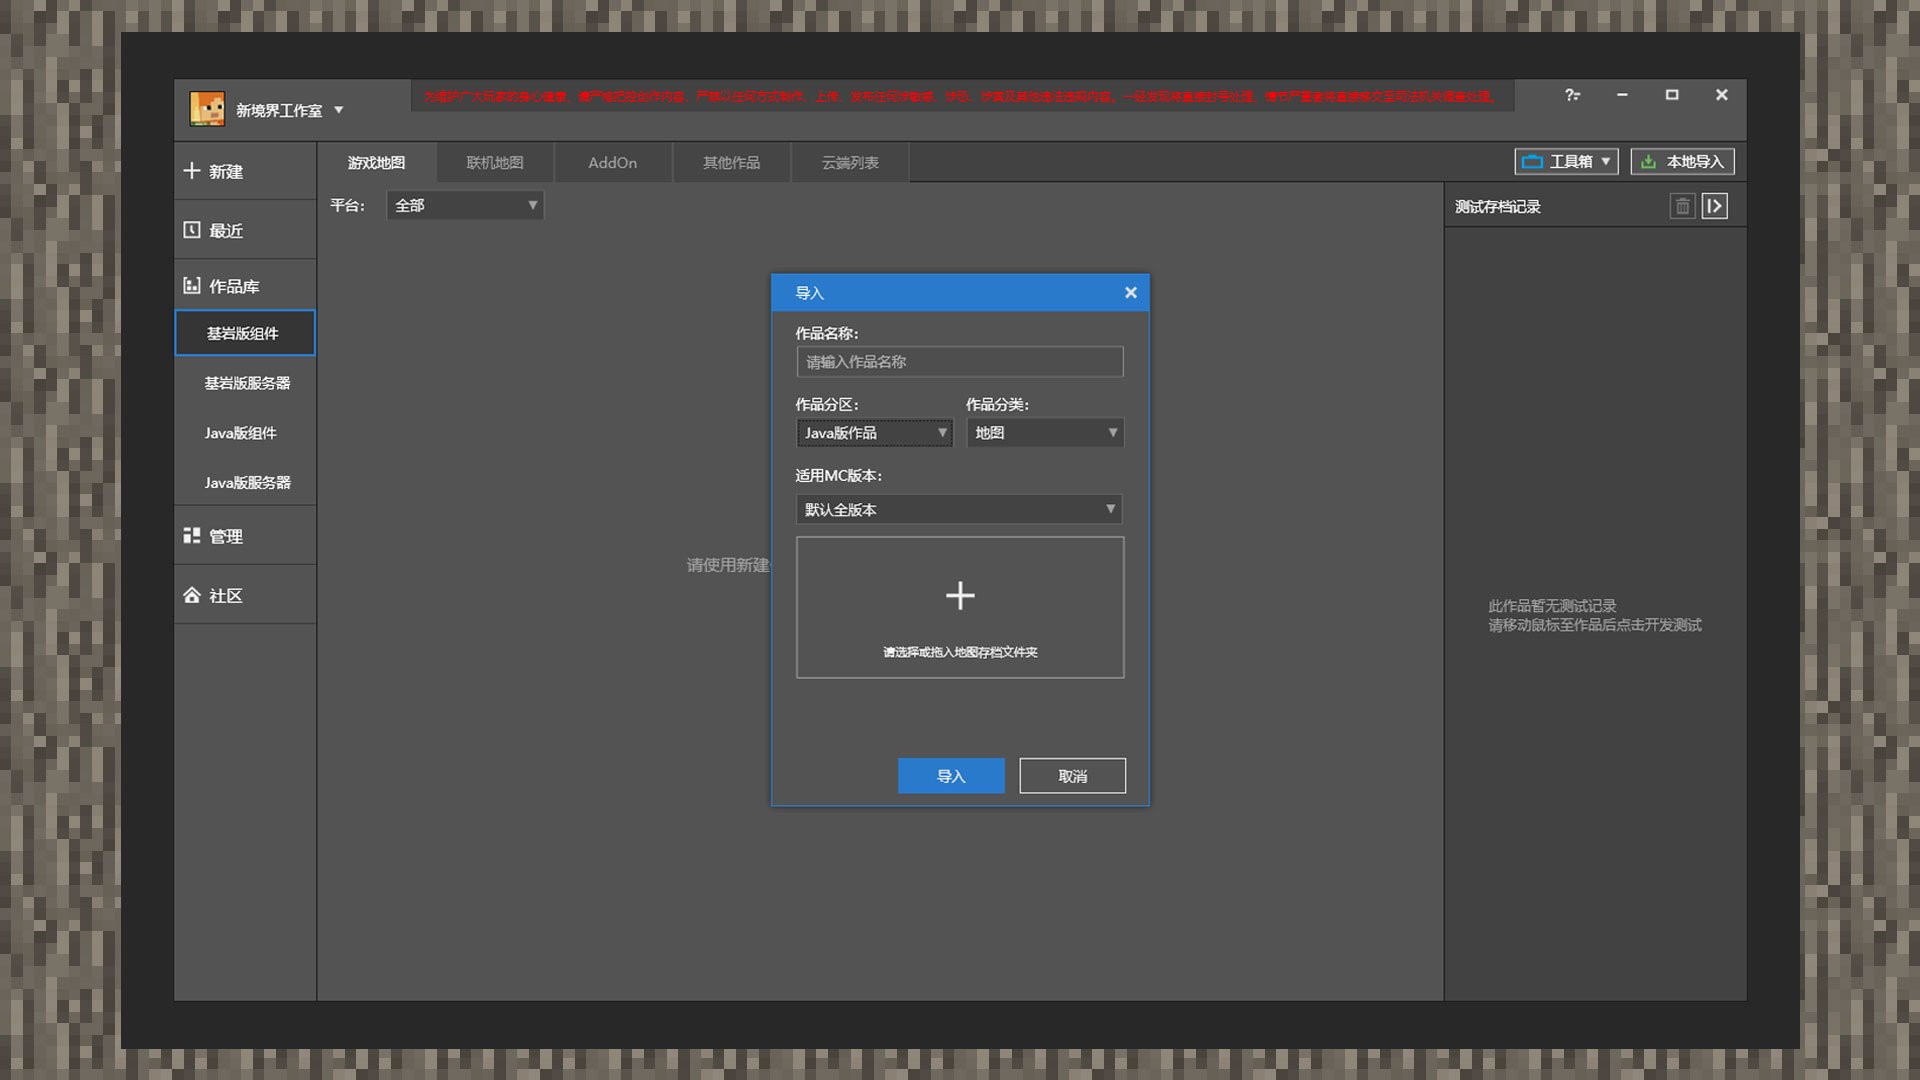 新境界工作室
为维护广大玩家的身心健康，请严格把控创作内容，严禁以任何方式制作、上传、发布任何涉敏感、涉恐、涉黄及其他违法违规内容，一经发现将直接封号处理，情节严重者将直接移交至司法机关嚴肃处理。
新建
最近
作品库
基岩版组件
基岩版服务器
Java版组件
Java版服务器
管理
社区
游戏地图
联机地图
AddOn
其他作品
云端列表
工具箱
本地导入
平台：
全部
测试存档记录
请使用新建
此作品暂无测试记录
请移动鼠标至作品后点击开发测试
导入
作品名称：
请输入作品名称
作品分区：
作品分类：
Java版作品
地图
适用MC版本：
默认全版本
请选择或拖入地图存档文件夹
导入
取消